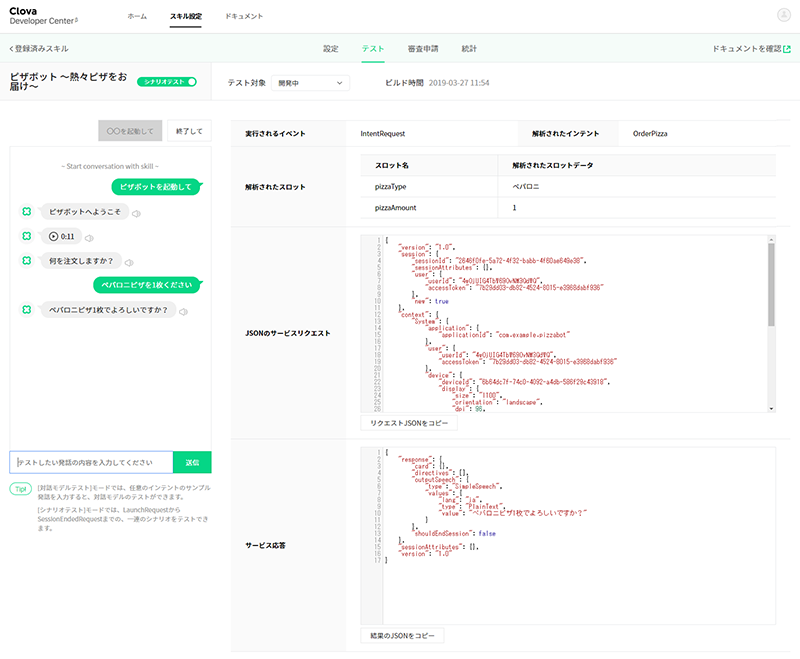 Clova
Developer Center β
ホーム
スキル設定
ドキュメント
<登録済みスキル
設定
テスト
審査申請
統計
ドキュメントを確認
ピザボット 〜熱々ピザをお
届け〜
シナリオテスト
テスト対象
開発中
ビルド時間 2019-03-27 11:54
〇〇を起動して
終了して
~ Start conversation with skill ~
ピザボットを起動して
ピザボットへようこそ
0:11
何を注文しますか？
ペパロニピザを1枚ください
ペパロニピザ1枚でよろしいですか？
テストしたい発話の内容を入力してください
送信
Tip!
[対話モデルテスト]モードでは、任意のインテントのサンプル
発話を入力すると、対話モデルのテストができます。
[シナリオテスト]モードでは、LaunchRequestから
SessionEndedRequestまでの、一連のシナリオをテストでき
ます。
実行されるイベント
IntentRequest
解析されたインテント
OrderPizza
解析されたスロット
スロット名
解析されたスロットデータ
pizzaType
ペパロニ
pizzaAmount
1
JSONのサービスリクエスト
1 {
2 "version": "1.0",
3 "session": {
4 "sessionId":
5 "sessionAttributes": {},
6 "user": {
7 "userId":
8 "accessToken":
9 },
10 "new": true
11 },
12 "context": {
13 "System": {
14 "application": {
15 "applicationId": "com.example.pizzabot"
16 },
17 "user": {
18 "userId":
19 "accessToken":
20 },
21 "device": {
22 "deviceId":
23 "display": {
24 "size": "l100",
25 "orientation": "landscape",
26 "dpi": 96,
リクエストJSONをコピー
サービス応答
1 {
2 "response": {
3 "card": {},
4 "directives": [],
5 "outputSpeech": {
6 "type": "SimpleSpeech",
7 "values": {
8 "lang": "ja",
9 "type": "PlainText",
10 "value": "ペパロニピザ1枚でよろしいですか？"
11 }
12 },
13 "shouldEndSession": false
14 },
15 "sessionAttributes": {},
16 "version": "1.0"
17 }
結果のJSONをコピー